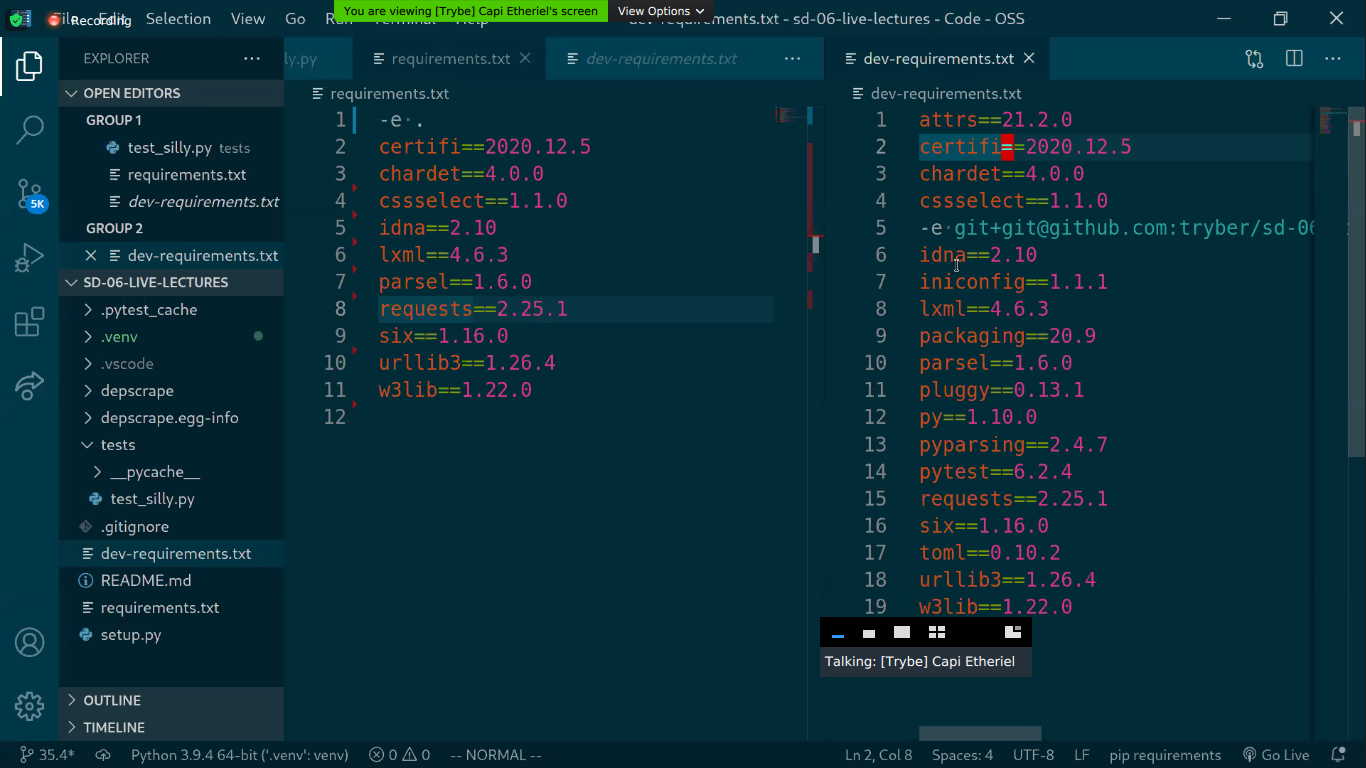 Recording
File Edit Selection View Go Run Terminal Help
You are viewing [Trybe] Capi Etheriel's screen
View Options
dev-requirements.txt - sd-06-live-lectures - Code - OSS
EXPLORER
ly.py
requirements.txt
dev-requirements.txt
dev-requirements.txt
OPEN EDITORS
GROUP 1
test_silly.py tests
requirements.txt
dev-requirements.txt
GROUP 2
dev-requirements.txt
SD-06-LIVE-LECTURES
.pytest_cache
.venv
.vscode
depscrape
depscrape.egg-info
tests
__pycache__
test_silly.py
.gitignore
dev-requirements.txt
README.md
requirements.txt
setup.py
OUTLINE
TIMELINE
5K
requirements.txt
1 -e .
2 certifi==2020.12.5
3 chardet==4.0.0
4 cssselect==1.1.0
5 idna==2.10
6 lxml==4.6.3
7 parsel==1.6.0
8 requests==2.25.1
9 six==1.16.0
10 urllib3==1.26.4
11 w3lib==1.22.0
12
dev-requirements.txt
1 attrs==21.2.0
2 certifi==2020.12.5
3 chardet==4.0.0
4 cssselect==1.1.0
5 -e git+git@github.com:tryber/sd-06
6 idna==2.10
7 iniconfig==1.1.1
8 lxml==4.6.3
9 packaging==20.9
10 parsel==1.6.0
11 pluggy==0.13.1
12 py==1.10.0
13 pyparsing==2.4.7
14 pytest==6.2.4
15 requests==2.25.1
16 six==1.16.0
17 toml==0.10.2
18 urllib3==1.26.4
19 w3lib==1.22.0
Talking: [Trybe] Capi Etheriel
35.4*
Python 3.9.4 64-bit ('.venv': venv)
0 0
-- NORMAL --
Ln 2, Col 8
Spaces: 4
UTF-8
LF
pip requirements
Go Live